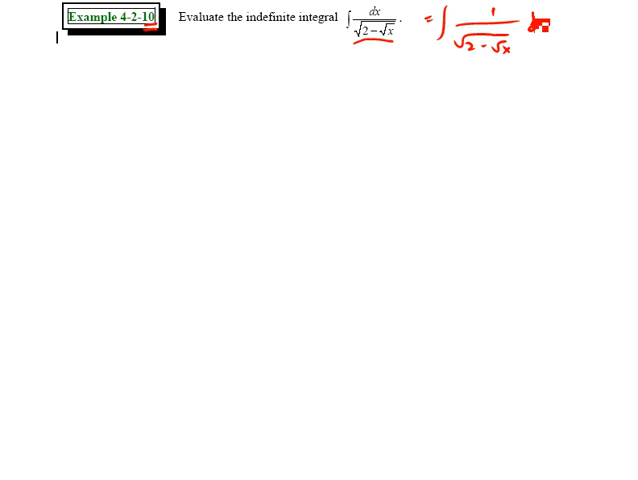 Example 4-2-10 Evaluate the indefinite integral ∫ dx / √(2 − √x) . = ∫ 1 / √(2 − √x)